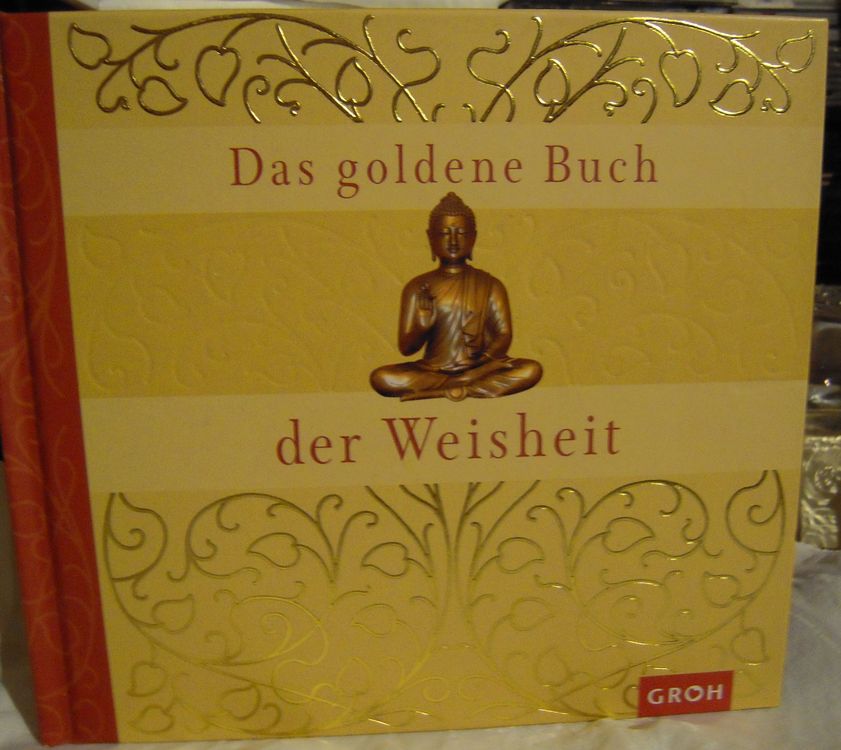 Das goldene Buch
der Weisheit
GROH